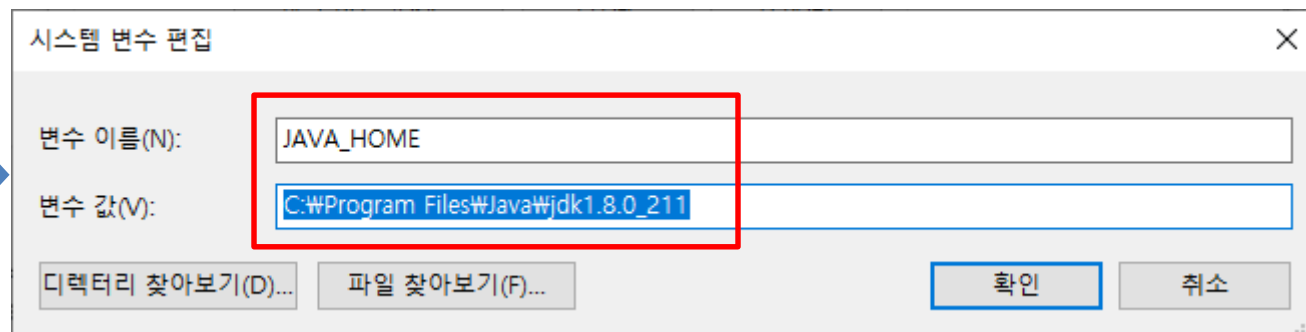 시스템 변수 편집
변수 이름(N):
JAVA_HOME
변수 값(V):
C:₩Program Files₩Java₩jdk1.8.0_211
디렉터리 찾아보기(D)...
파일 찾아보기(F)...
확인
취소